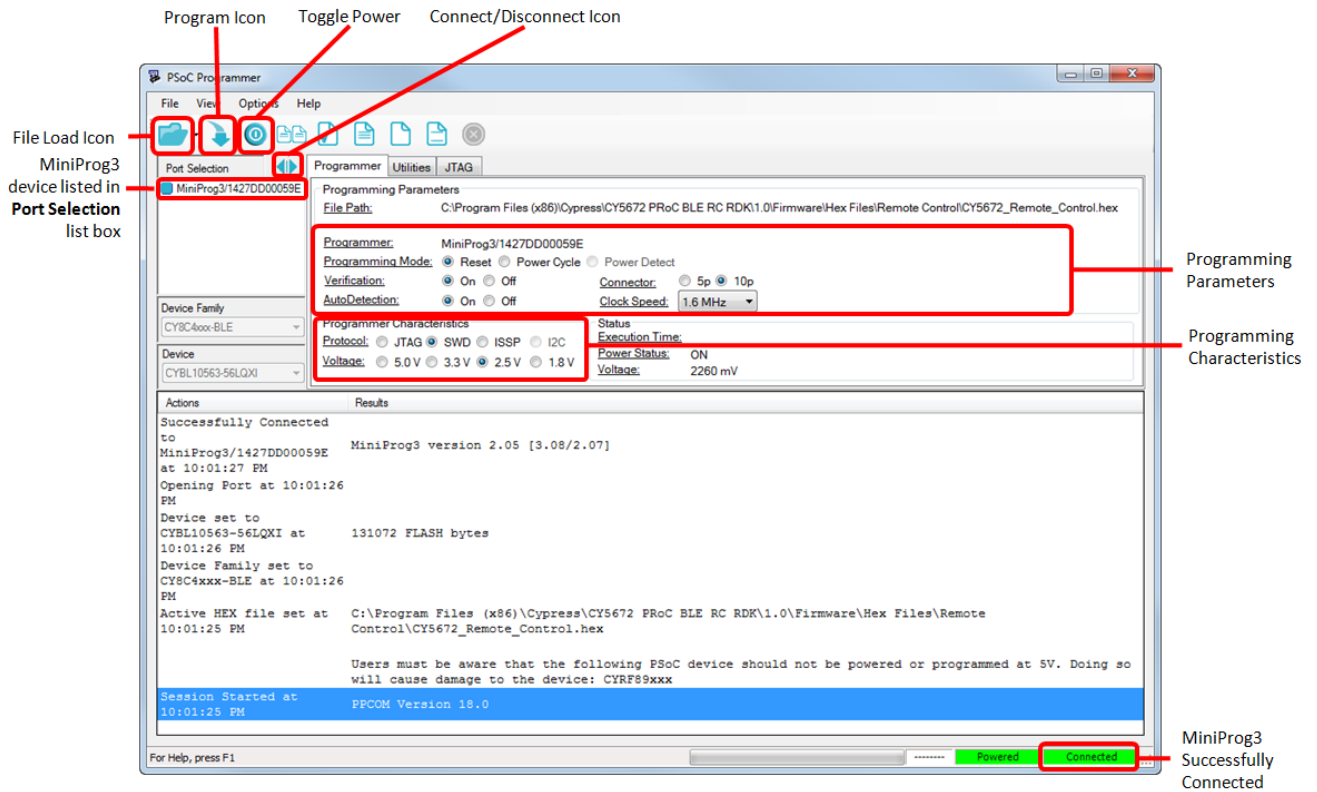 Program Icon
Toggle Power
Connect/Disconnect Icon
PSoC Programmer
File View Options Help
File Load Icon
MiniProg3
device listed in
Port Selection
list box
Port Selection
MiniProg3/1427DD00059E
Programmer Utilities JTAG
Programming Parameters
File Path: C:\Program Files (x86)\Cypress\CY5672 PRoC BLE RC RDK\1.0\Firmware\Hex Files\Remote Control\CY5672_Remote_Control.hex
Programmer: MiniProg3/1427DD00059E
Programming Mode: Reset Power Cycle Power Detect
Verification: On Off Connector: 5p 10p
AutoDetection: On Off Clock Speed: 1.6 MHz
Programming
Parameters
Device Family
CY8C4xxx-BLE
Device
CYBL10563-56LQXI
Programmer Characteristics
Protocol: JTAG SWD ISSP I2C
Voltage: 5.0 V 3.3 V 2.5 V 1.8 V
Status
Execution Time:
Power Status: ON
Voltage: 2260 mV
Programming
Characteristics
Actions Results
Successfully Connected
to
MiniProg3/1427DD00059E
at 10:01:27 PM
MiniProg3 version 2.05 [3.08/2.07]
Opening Port at 10:01:26
PM
Device set to
CYBL10563-56LQXI at
10:01:26 PM
131072 FLASH bytes
Device Family set to
CY8C4xxx-BLE at 10:01:26
PM
Active HEX file set at
10:01:25 PM
C:\Program Files (x86)\Cypress\CY5672 PRoC BLE RC RDK\1.0\Firmware\Hex Files\Remote
Control\CY5672_Remote_Control.hex
Users must be aware that the following PSoC device should not be powered or programmed at 5V. Doing so
will cause damage to the device: CYRF89xxx
Session Started at
10:01:25 PM
PPCOM Version 18.0
For Help, press F1
--------
Powered
Connected
MiniProg3
Successfully
Connected